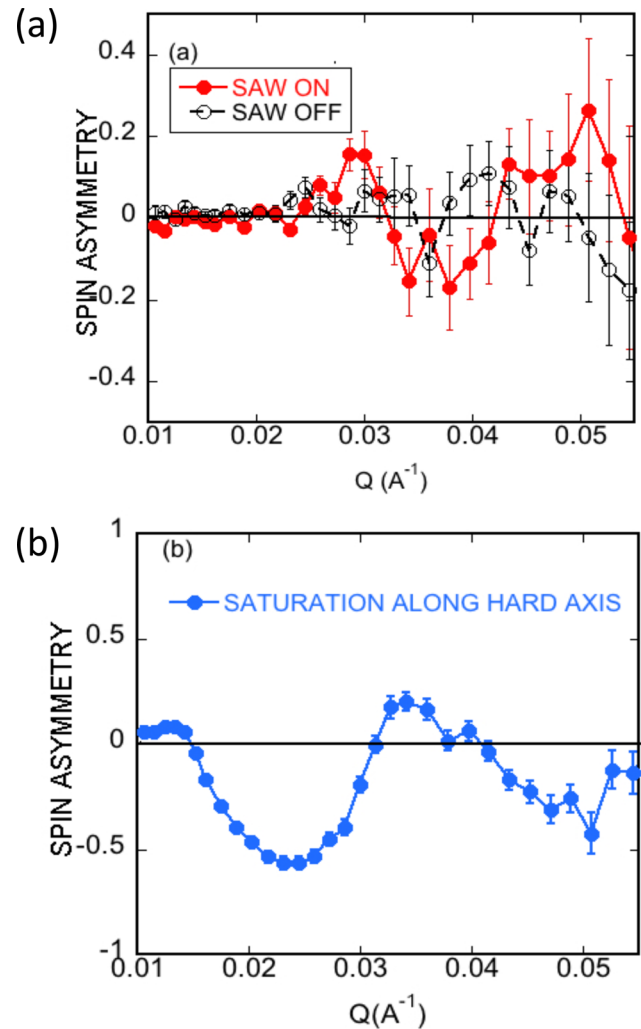 (a)
(a)
SAW ON
SAW OFF
SPIN ASYMMETRY
0.4
0.2
0
-0.2
-0.4
0.01
0.02
0.03
0.04
0.05
Q (A⁻¹)
(b)
(b)
SATURATION ALONG HARD AXIS
SPIN ASYMMETRY
1
0.5
0
-0.5
-1
0.01
0.02
0.03
0.04
0.05
Q(A⁻¹)